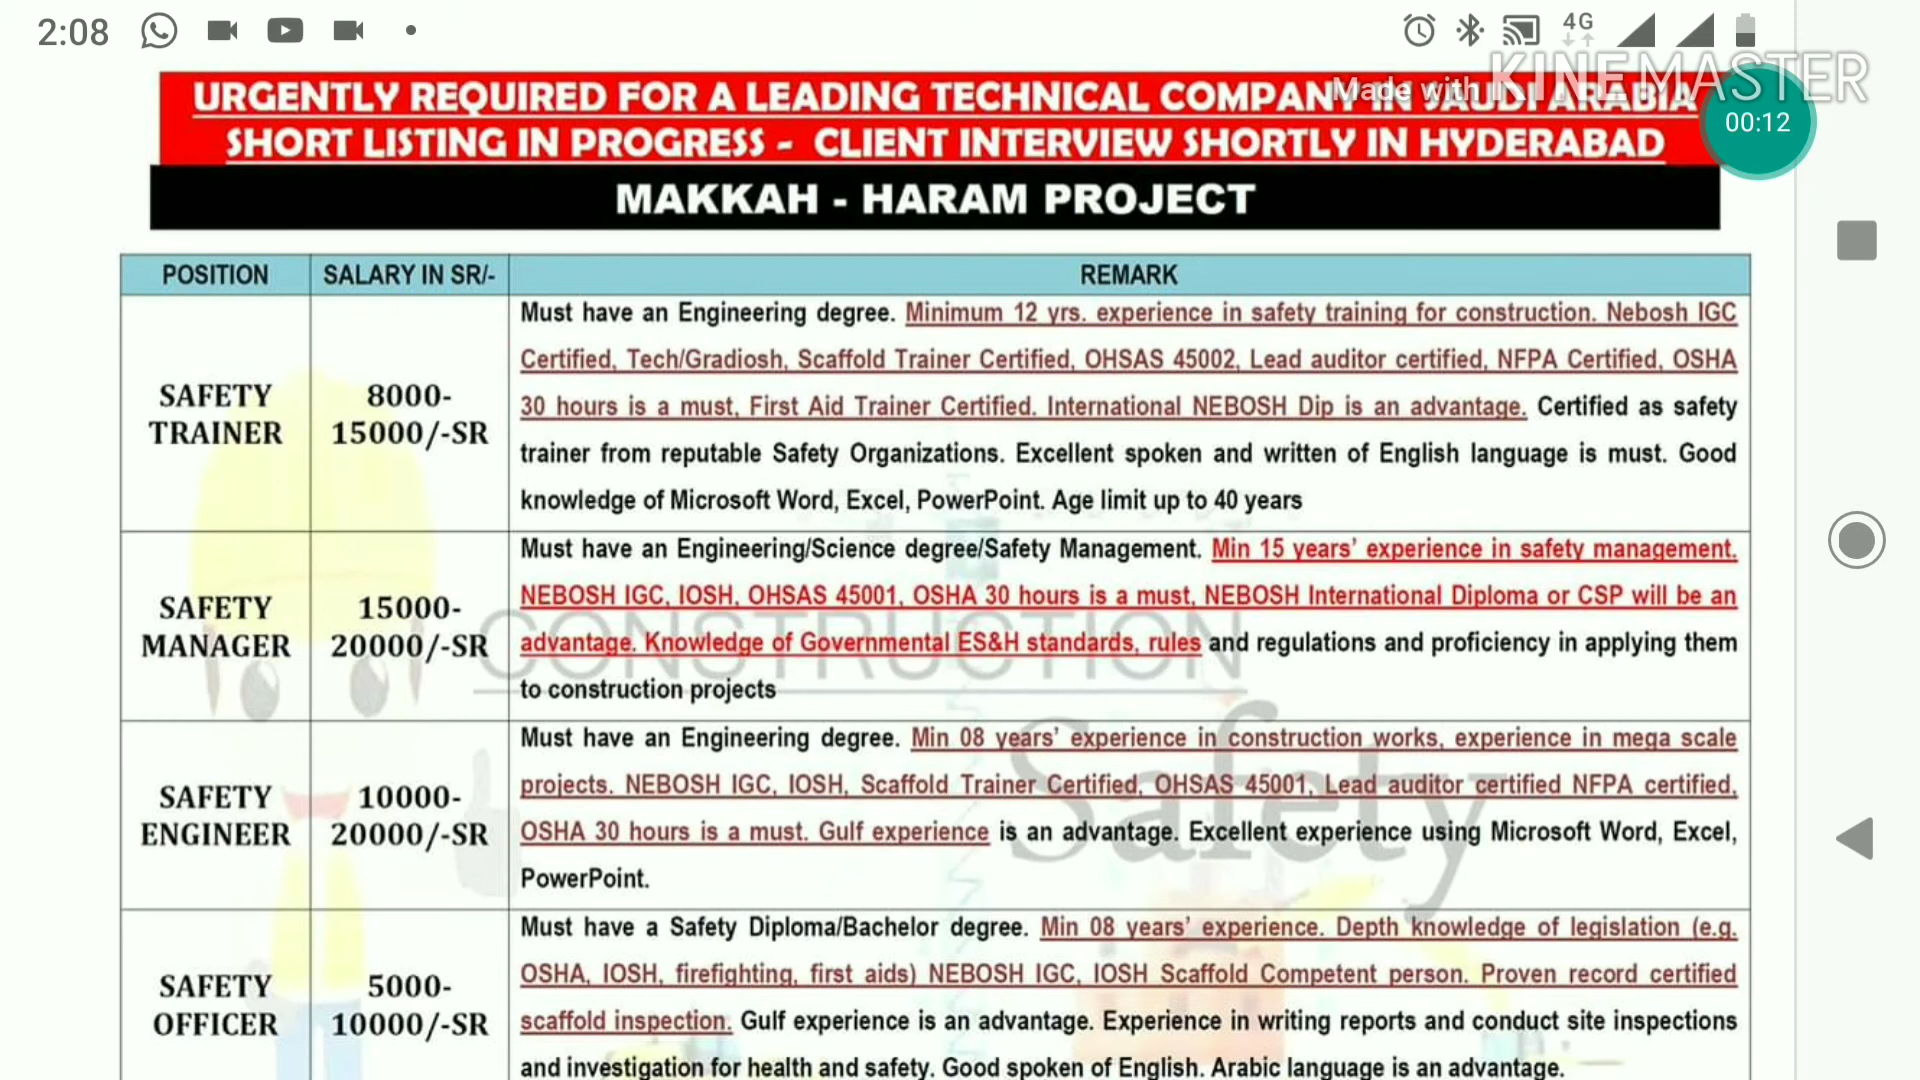 2:08
4G
Made with KINEMASTER
00:12
URGENTLY REQUIRED FOR A LEADING TECHNICAL COMPANY IN SAUDI ARABIA
SHORT LISTING IN PROGRESS - CLIENT INTERVIEW SHORTLY IN HYDERABAD
MAKKAH - HARAM PROJECT
POSITION SALARY IN SR/- REMARK
SAFETY
TRAINER
8000-
15000/-SR
Must have an Engineering degree. Minimum 12 yrs. experience in safety training for construction. Nebosh IGC
Certified, Tech/Gradiosh, Scaffold Trainer Certified, OHSAS 45002, Lead auditor certified, NFPA Certified, OSHA
30 hours is a must, First Aid Trainer Certified. International NEBOSH Dip is an advantage. Certified as safety
trainer from reputable Safety Organizations. Excellent spoken and written of English language is must. Good
knowledge of Microsoft Word, Excel, PowerPoint. Age limit up to 40 years
SAFETY
MANAGER
15000-
20000/-SR
Must have an Engineering/Science degree/Safety Management. Min 15 years' experience in safety management.
NEBOSH IGC, IOSH, OHSAS 45001, OSHA 30 hours is a must, NEBOSH International Diploma or CSP will be an
advantage. Knowledge of Governmental ES&H standards, rules and regulations and proficiency in applying them
to construction projects
SAFETY
ENGINEER
10000-
20000/-SR
Must have an Engineering degree. Min 08 years' experience in construction works, experience in mega scale
projects. NEBOSH IGC, IOSH, Scaffold Trainer Certified, OHSAS 45001, Lead auditor certified NFPA certified,
OSHA 30 hours is a must. Gulf experience is an advantage. Excellent experience using Microsoft Word, Excel,
PowerPoint.
SAFETY
OFFICER
5000-
10000/-SR
Must have a Safety Diploma/Bachelor degree. Min 08 years' experience. Depth knowledge of legislation (e.g.
OSHA, IOSH, firefighting, first aids) NEBOSH IGC, IOSH Scaffold Competent person. Proven record certified
scaffold inspection. Gulf experience is an advantage. Experience in writing reports and conduct site inspections
and investigation for health and safety. Good spoken of English. Arabic language is an advantage.
CONSTRUCTION
Safety